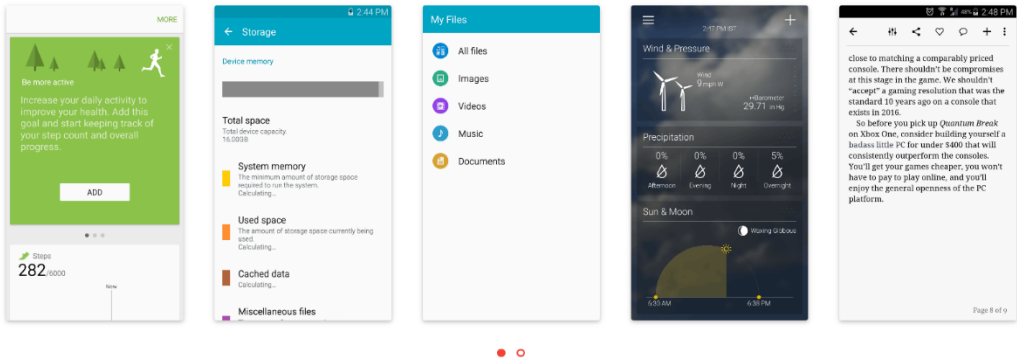 MORE
Be more active
Increase your daily activity to
improve your health. Add this
goal and start keeping track of
your step count and overall
progress.
ADD
Steps
282/6000
Now
2:44 PM
Storage
Device memory
Total space
Total device capacity.
16.00GB
System memory
The minimum amount of storage space
required to run the system.
Calculating...
Used space
The amount of storage space currently being
used.
Calculating...
Cached data
Calculating...
Miscellaneous files
My Files
All files
Images
Videos
Music
Documents
2:47 PM IST
Wind & Pressure
Wind
9 mph W
Barometer
29.71 in Hg
Precipitation
0% 0% 0% 5%
Afternoon Evening Night Overnight
Sun & Moon
Waxing Gibbous
6:30 AM 6:38 PM
48% 2:48 PM
close to matching a comparably priced
console. There shouldn't be compromises
at this stage in the game. We shouldn't
"accept" a gaming resolution that was the
standard 10 years ago on a console that
exists in 2016.
So before you pick up Quantum Break
on Xbox One, consider building yourself a
badass little PC for under $400 that will
consistently outperform the consoles.
You'll get your games cheaper, you won't
have to pay to play online, and you'll
enjoy the general openness of the PC
platform.
Page 8 of 9